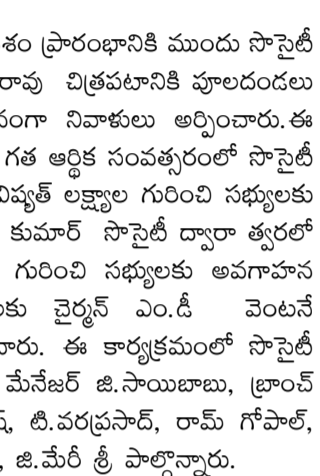 శం ప్రారంభానికి ముందు సొసైటీ
రావు చిత్రపటానికి పూలదండలు
నంగా నివాళులు అర్పించారు.ఈ
గత ఆర్థిక సంవత్సరంలో సొసైటీ
విష్యత్ లక్ష్యాల గురించి సభ్యులకు
కుమార్ సొసైటీ ద్వారా త్వరలో
గురించి సభ్యులకు అవగాహన
లకు చైర్మన్ ఎం.డీ వెంటనే
చారు. ఈ కార్యక్రమంలో సొసైటీ
మేనేజర్ జి.సాయిబాబు, బ్రాంచ్
టి.వరప్రసాద్, రామ్ గోపాల్,
, జి.మేరీ శ్రీ పాల్గొన్నారు.